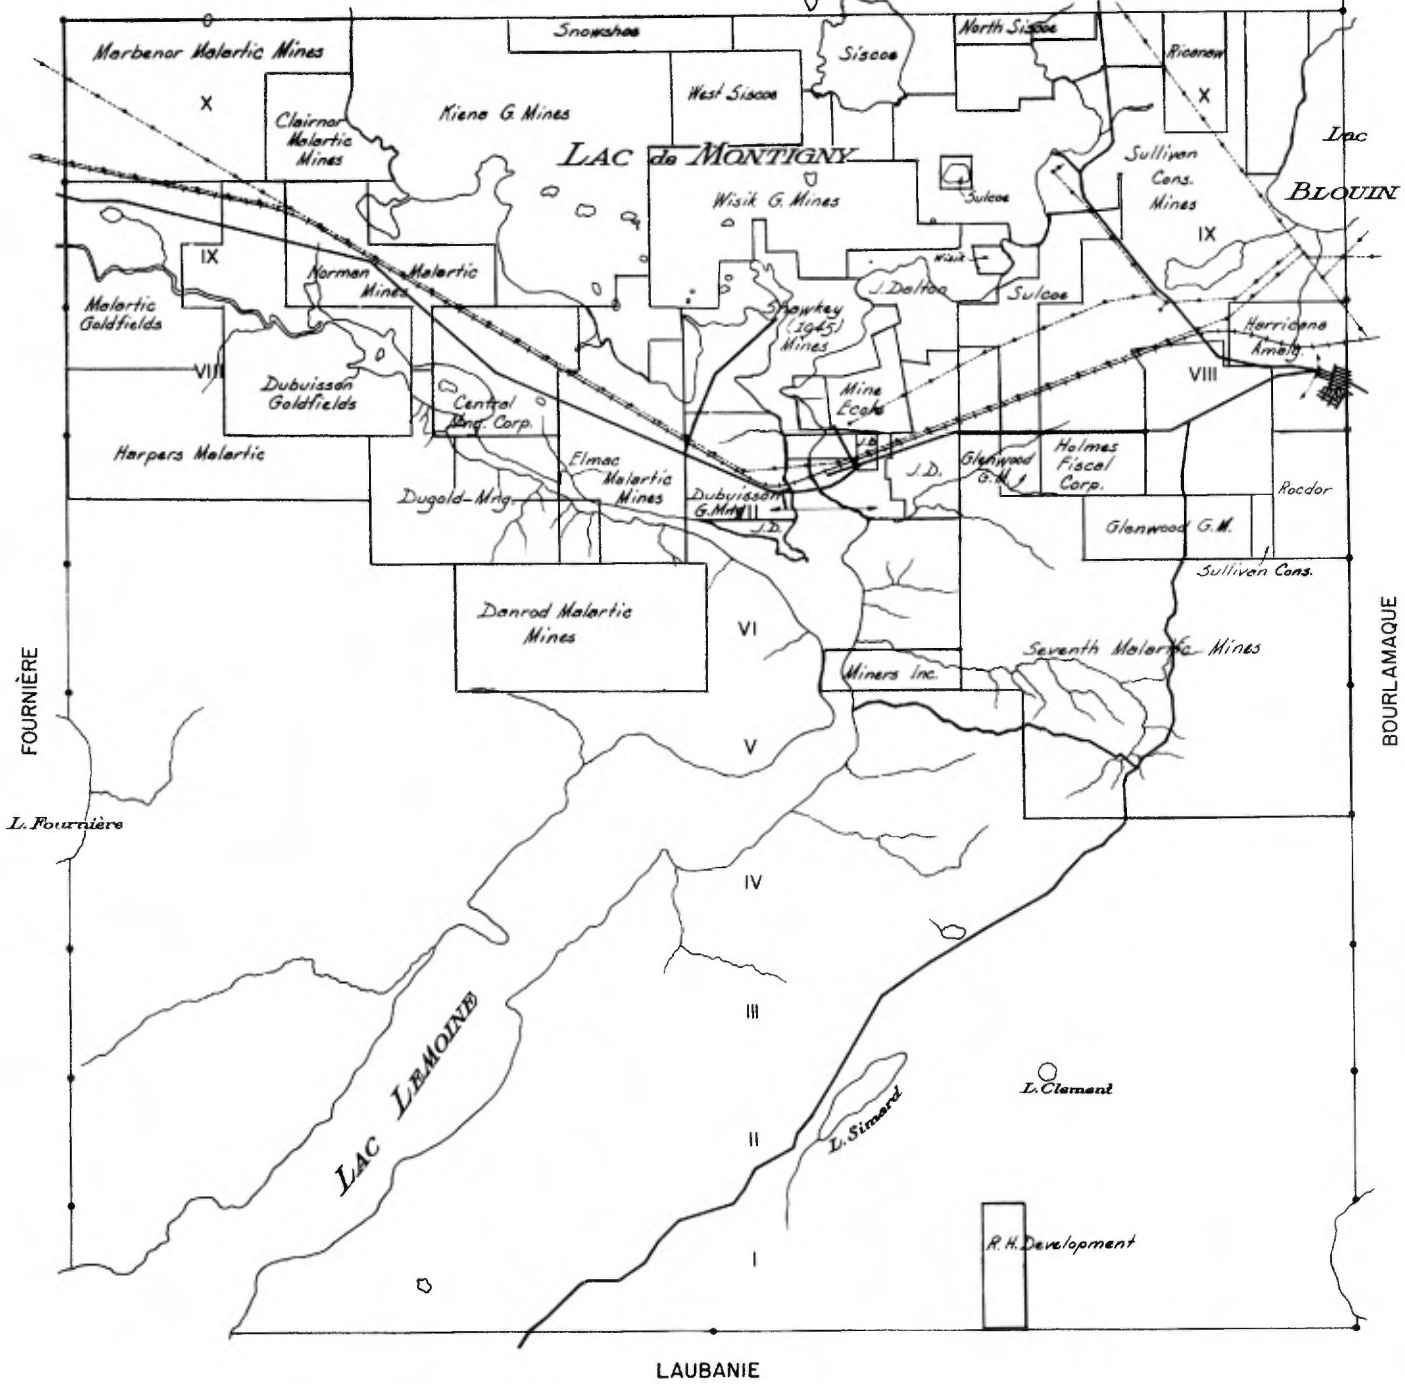 Snowshoe
North Siscoe
Marbenor Malartic Mines
Siscoe
Ricanow
X
West Siscoe
X
Kiena G. Mines
Clairnor
Malartic
Mines
Lac
LAC de MONTIGNY
Sullivan
Cons.
Mines
BLOUIN
Wisik G. Mines
Sulcoe
IX
IX
Wisik
Norman Malartic
Mines
J. Dalton
Sulcoe
Malartic
Goldfields
Shawkey
(1945)
Mines
Harricana
Amalg.
VIII
VIII
Dubuisson
Goldfields
Mine
Ecole
Central
Mng. Corp.
J.D.
Harpers Malartic
Elmac
Malartic
Mines
J.D.
Glenwood
G.M.
Holmes
Fiscal
Corp.
Dugold-Mng.
Dubuisson
G. Mng
VII
Rocdor
J.D.
Glenwood G.M.
Sullivan Cons.
Danrod Malartic
Mines
VI
Seventh Malartic Mines
Miners Inc.
FOURNIÈRE
BOURLAMAQUE
V
L. Fournière
IV
III
LAC LEMOINE
L. Clement
L. Simard
II
R.H. Development
I
LAUBANIE